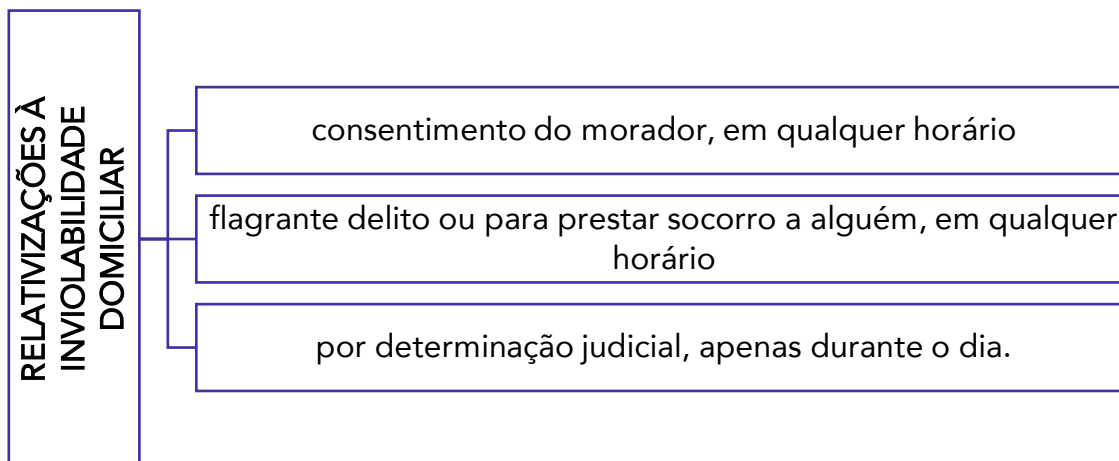 RELATIVIZAÇÕES À
INVIOLABILIDADE
DOMICILIAR
consentimento do morador, em qualquer horário
flagrante delito ou para prestar socorro a alguém, em qualquer
horário
por determinação judicial, apenas durante o dia.